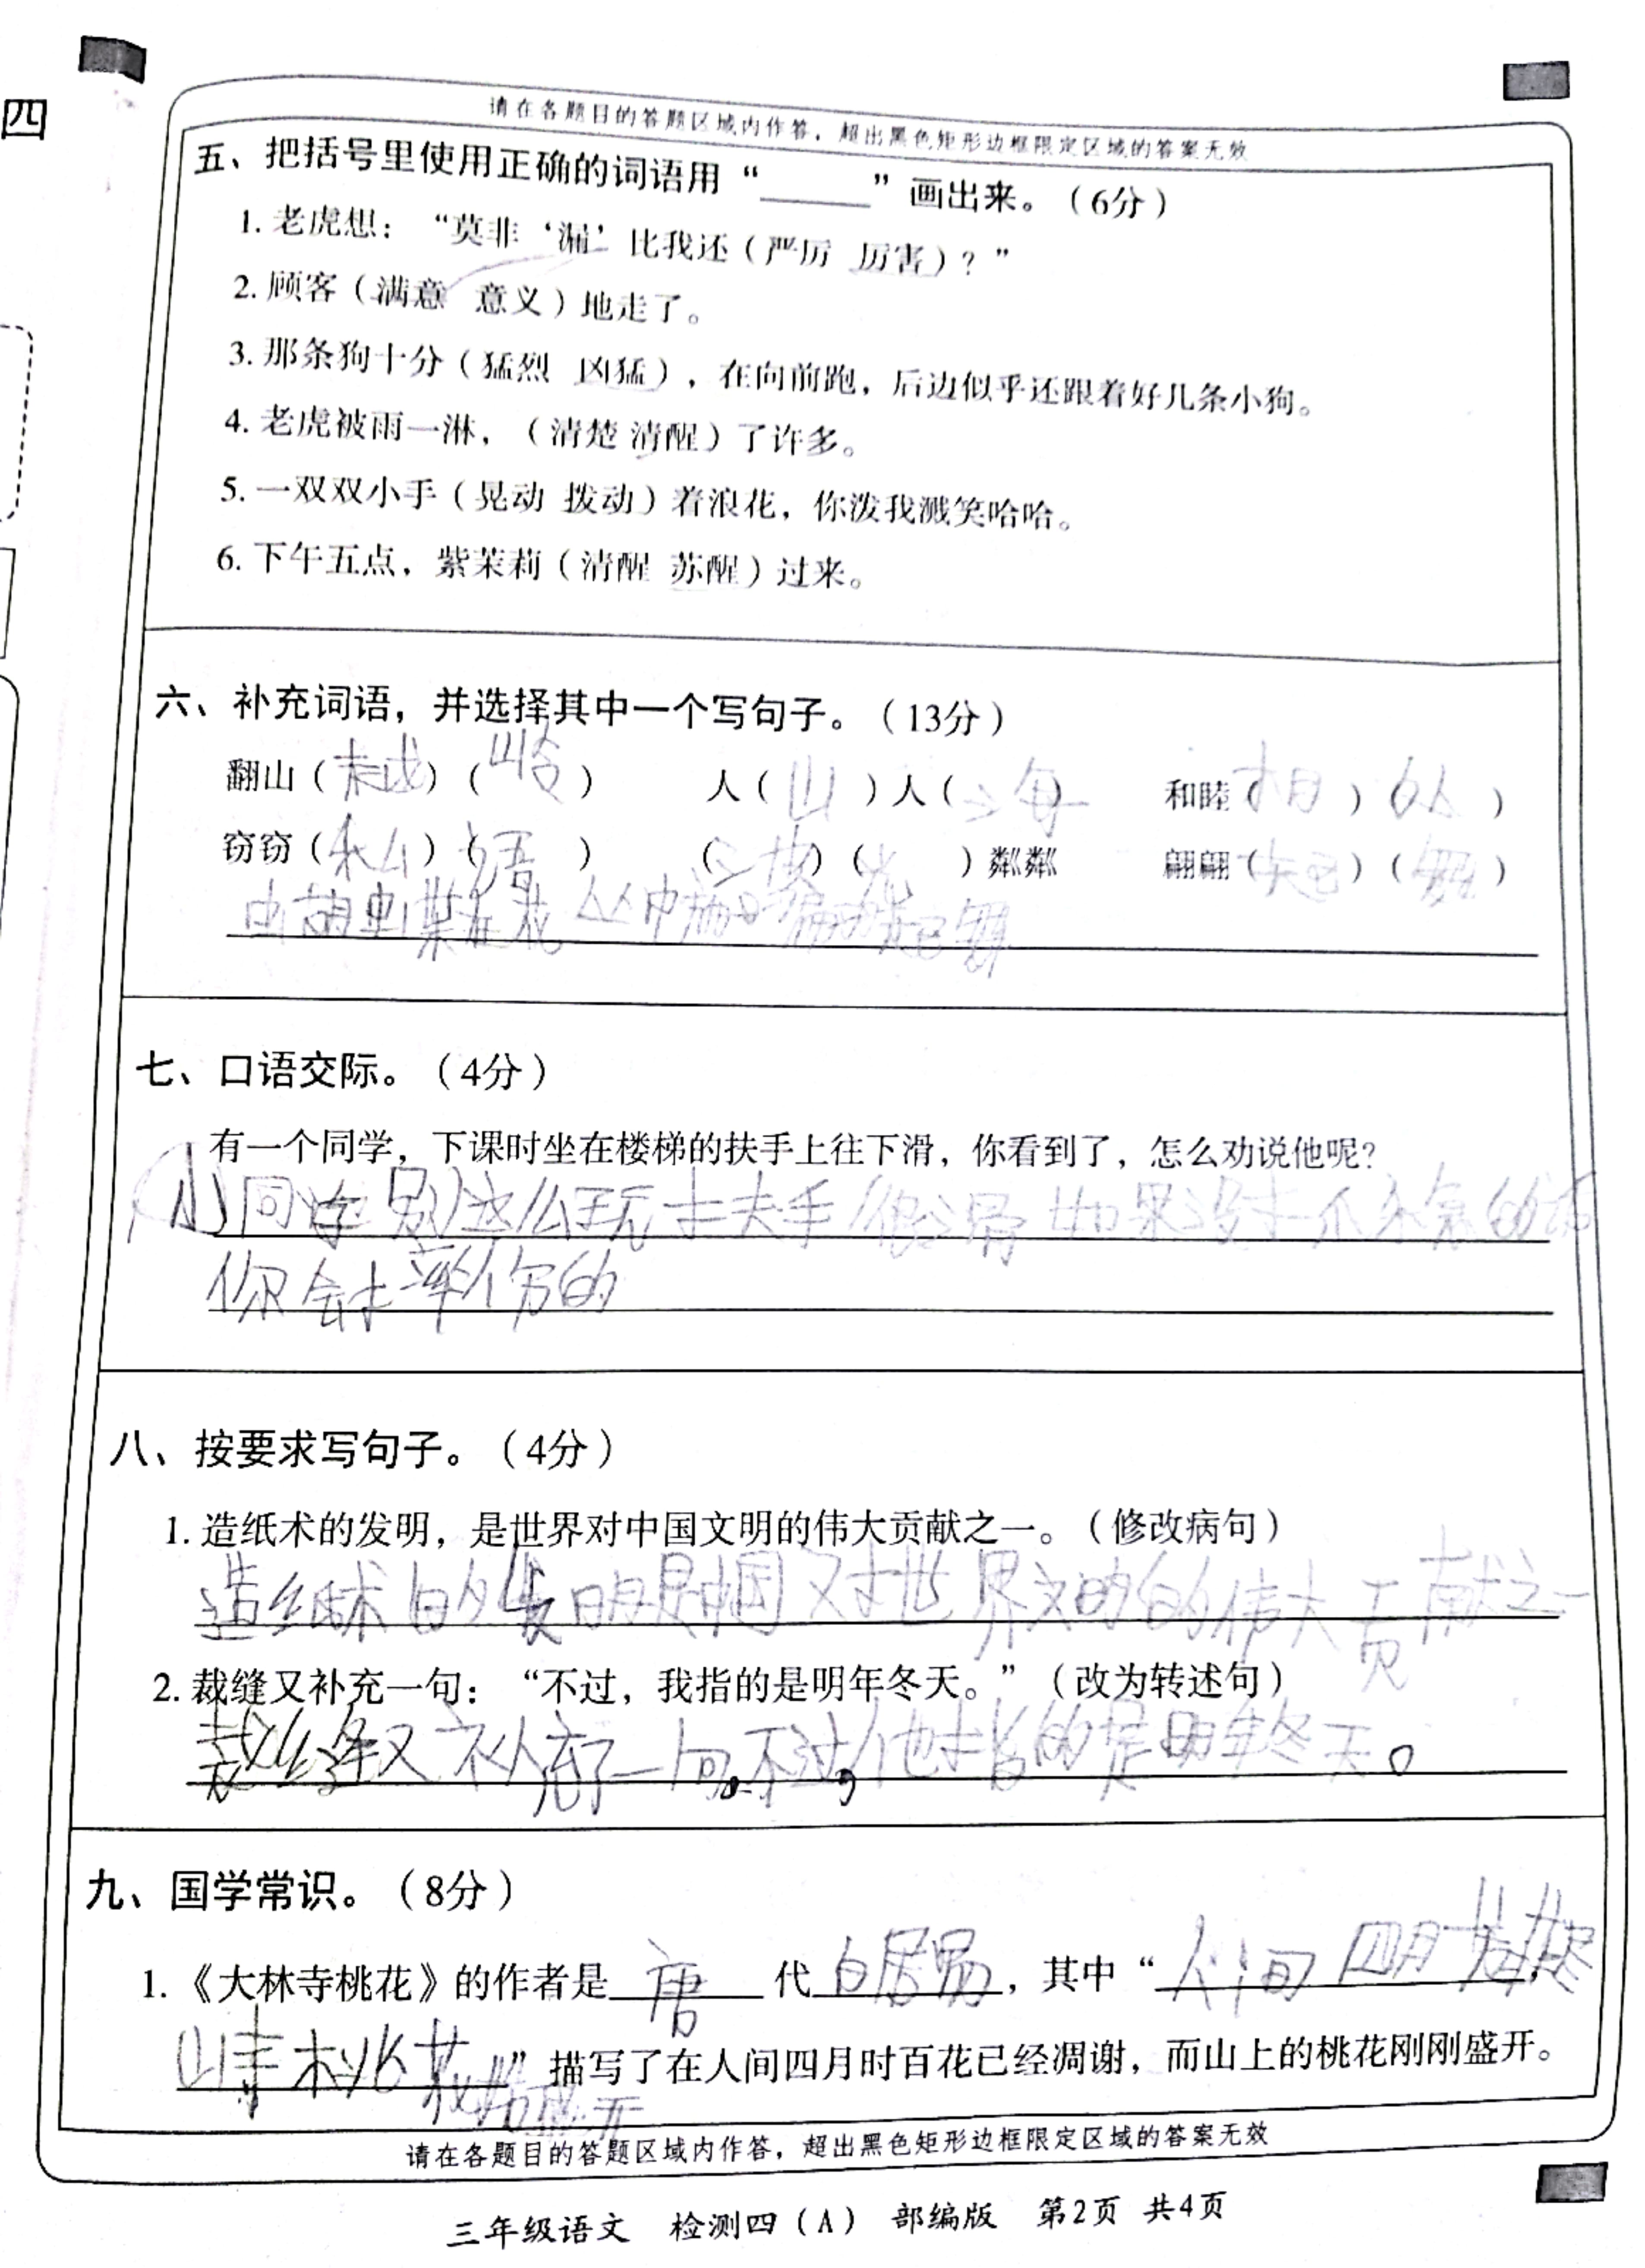 四
请在各题目的答题区域内作答，超出黑色矩形边框限定区域的答案无效
五、把括号里使用正确的词语用“_____”画出来。（6分）
1. 老虎想：“莫非‘漏’比我还（严厉 厉害）？”
2. 顾客（满意 意义）地走了。
3. 那条狗十分（猛烈 凶猛），在向前跑，后边似乎还跟着好几条小狗。
4. 老虎被雨一淋，（清楚 清醒）了许多。
5. 一双双小手（晃动 拨动）着浪花，你泼我溅笑哈哈。
6. 下午五点，紫茉莉（清醒 苏醒）过来。
六、补充词语，并选择其中一个写句子。（13分）
翻山（越）（岭） 人（山）人（海） 和睦（相）（处）
窃窃（私）（语） （波）（光）粼粼 翩翩（起）（舞）
蝴蝶在花丛中翩翩起舞
七、口语交际。（4分）
有一个同学，下课时坐在楼梯的扶手上往下滑，你看到了，怎么劝说他呢？
小同学别这么玩扶手很滑如果没抓稳的话
你会摔伤的
八、按要求写句子。（4分）
1. 造纸术的发明，是世界对中国文明的伟大贡献之一。（修改病句）
造纸术的发明是中国对世界文明的伟大贡献之一
2. 裁缝又补充一句：“不过，我指的是明年冬天。”（改为转述句）
裁缝又补充了一句。不过，他指的是明年冬天。
九、国学常识。（8分）
1.《大林寺桃花》的作者是 唐 代 白居易 ，其中“人间四月芳菲尽，
山寺桃花始盛开”描写了在人间四月时百花已经凋谢，而山上的桃花刚刚盛开。
请在各题目的答题区域内作答，超出黑色矩形边框限定区域的答案无效
三年级语文 检测四（A） 部编版 第2页 共4页